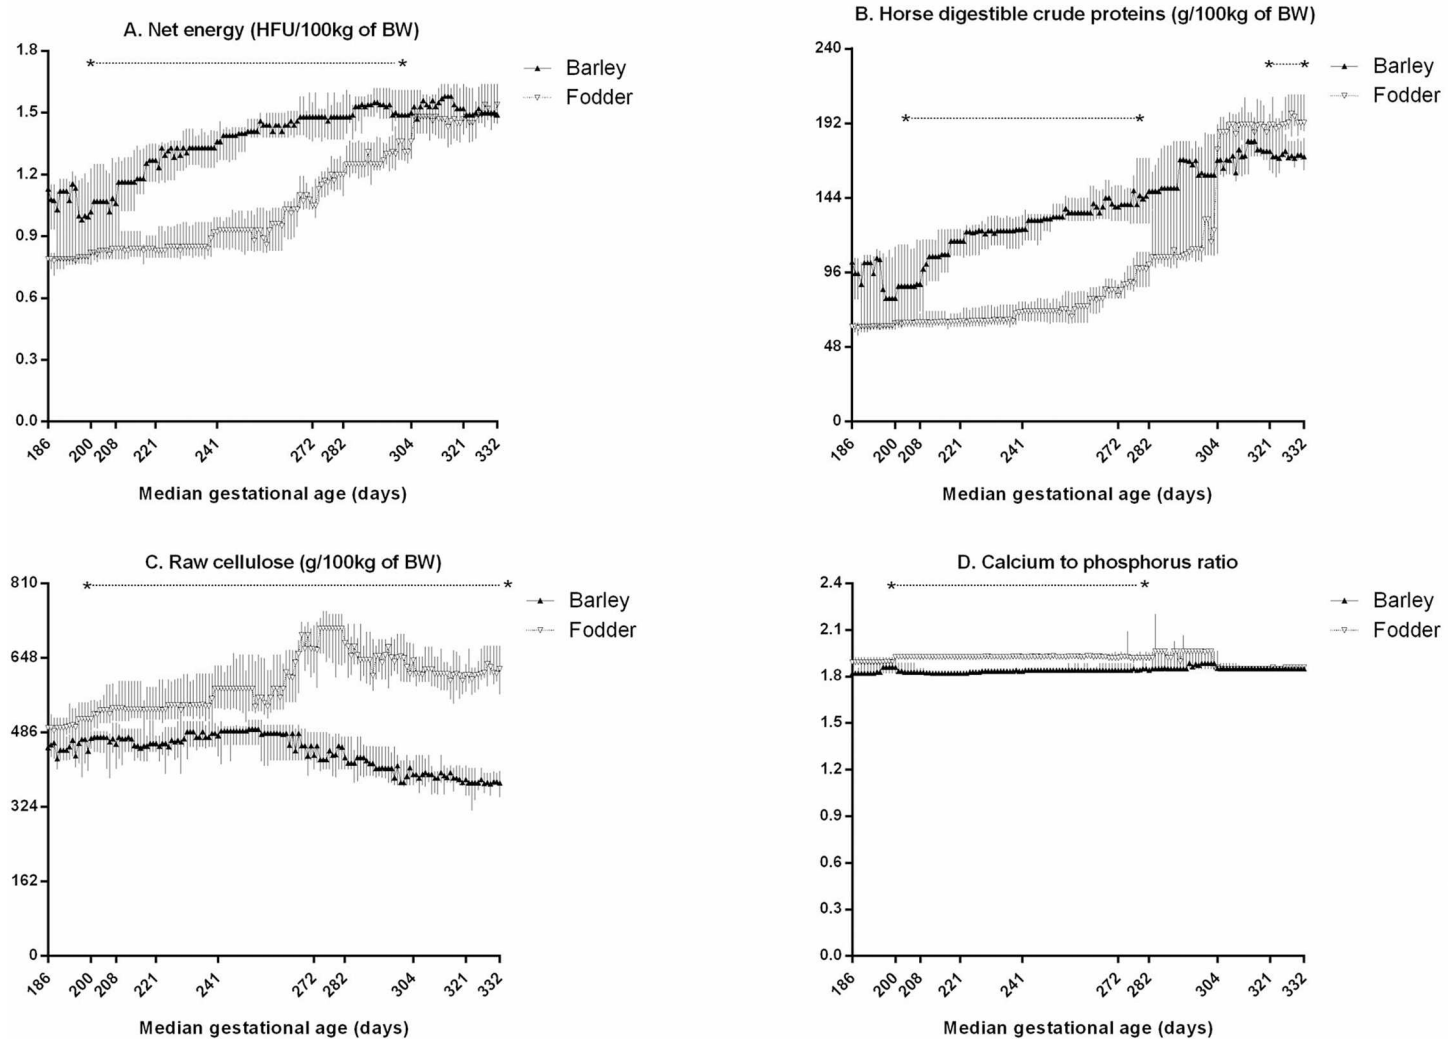 A. Net energy (HFU/100kg of BW)
1.8
1.5
1.2
0.9
0.6
0.3
0.0
* *
Barley
Fodder
186 200 208 221 241 272 282 304 321 332
Median gestational age (days)
B. Horse digestible crude proteins (g/100kg of BW)
240
192
144
96
48
0
* *
* *
Barley
Fodder
186 200 208 221 241 272 282 304 321 332
Median gestational age (days)
C. Raw cellulose (g/100kg of BW)
810
648
486
324
162
0
* *
Barley
Fodder
186 200 208 221 241 272 282 304 321 332
Median gestational age (days)
D. Calcium to phosphorus ratio
2.4
2.1
1.8
1.5
1.2
0.9
0.6
0.3
0.0
* *
Barley
Fodder
186 200 208 221 241 272 282 304 321 332
Median gestational age (days)